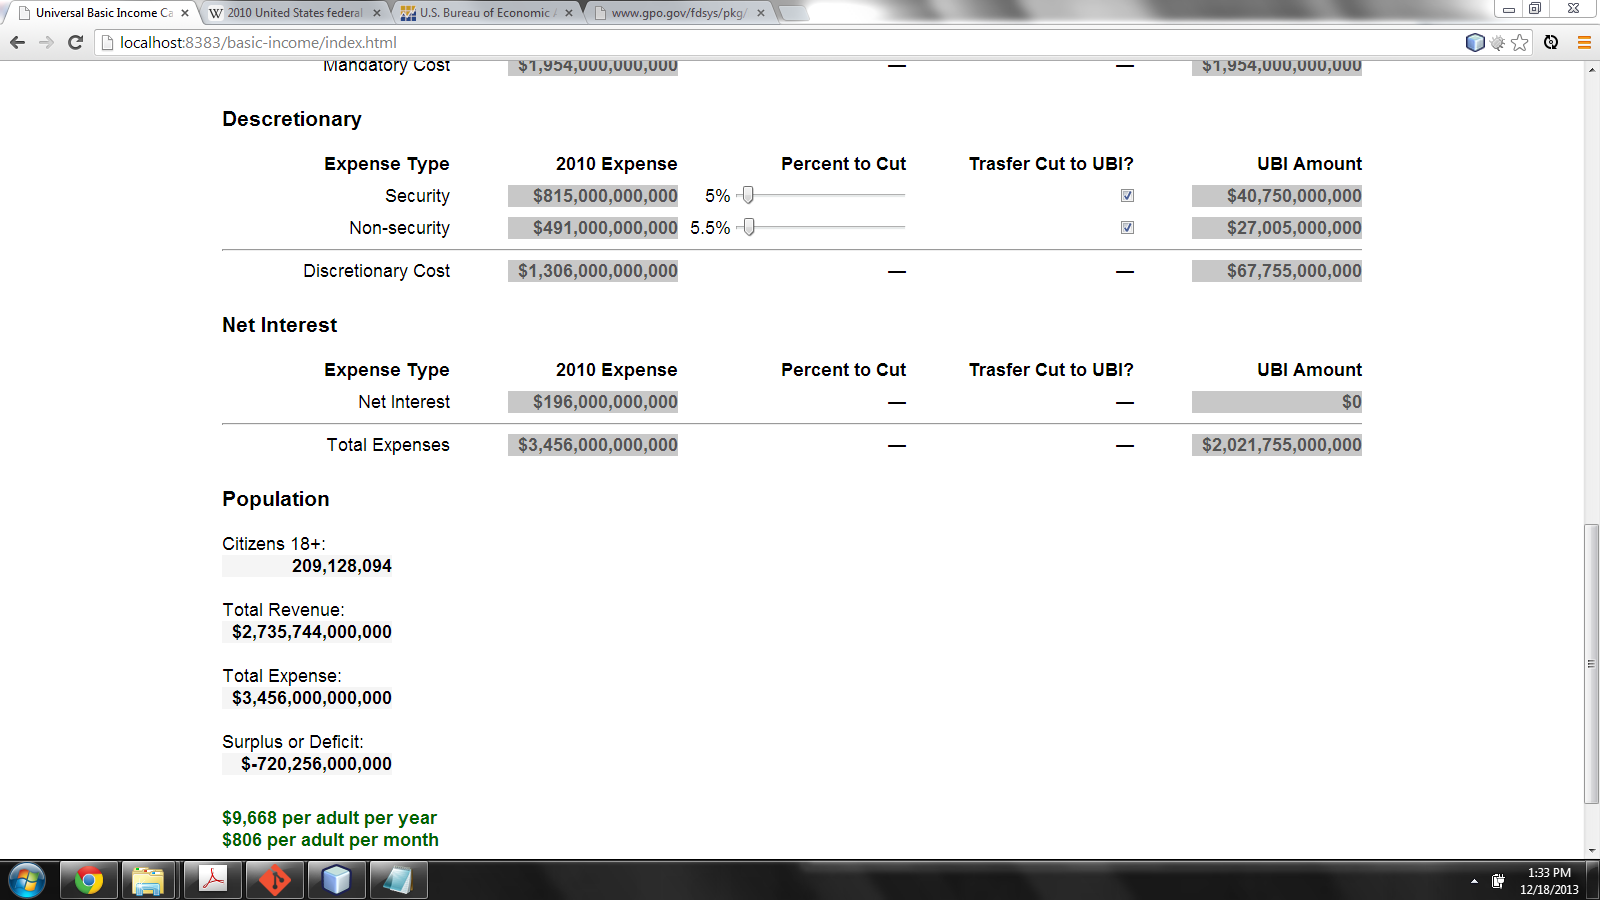 Universal Basic Income Ca
2010 United States federal
U.S. Bureau of Economic A
www.gpo.gov/fdsys/pkg/
localhost:8383/basic-income/index.html
Mandatory Cost $1,954,000,000,000 — — $1,954,000,000,000
Descretionary
Expense Type 2010 Expense Percent to Cut Trasfer Cut to UBI? UBI Amount
Security $815,000,000,000 5% $40,750,000,000
Non-security $491,000,000,000 5.5% $27,005,000,000
Discretionary Cost $1,306,000,000,000 — — $67,755,000,000
Net Interest
Expense Type 2010 Expense Percent to Cut Trasfer Cut to UBI? UBI Amount
Net Interest $196,000,000,000 — — $0
Total Expenses $3,456,000,000,000 — — $2,021,755,000,000
Population
Citizens 18+:
209,128,094
Total Revenue:
$2,735,744,000,000
Total Expense:
$3,456,000,000,000
Surplus or Deficit:
$-720,256,000,000
$9,668 per adult per year
$806 per adult per month
1:33 PM
12/18/2013